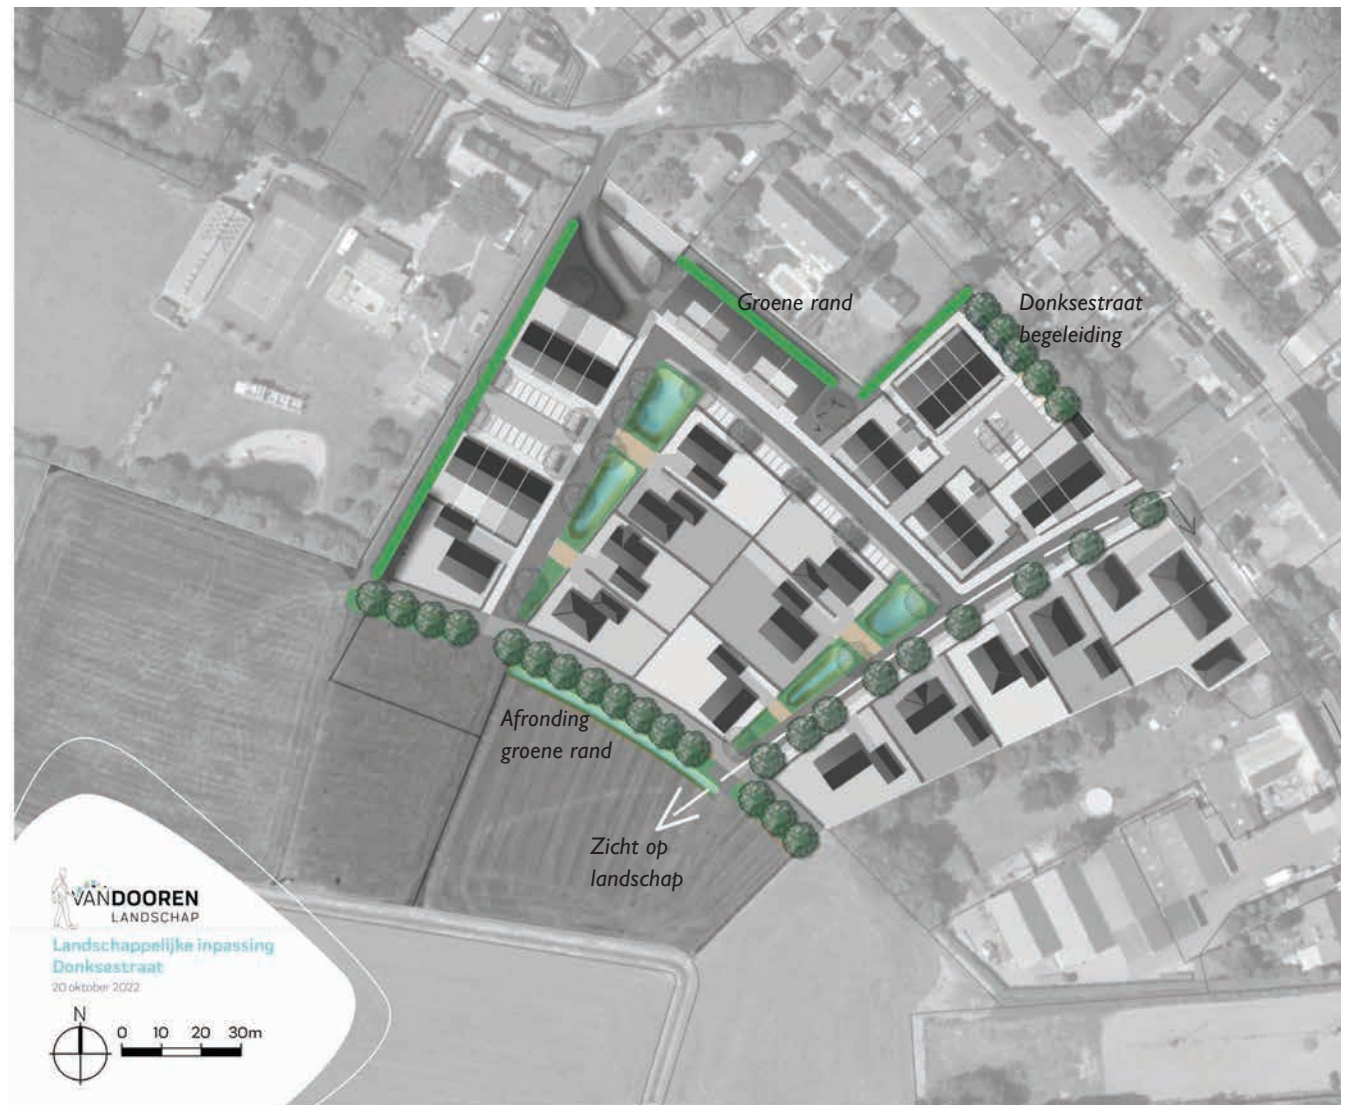 Groene rand
Donksestraat
begeleiding
Afronding
groene rand
Zicht op
landschap
VANDOOREN
LANDSCHAP
Landschappelijke inpassing
Donksestraat
20 oktober 2022
N
0 10 20 30m